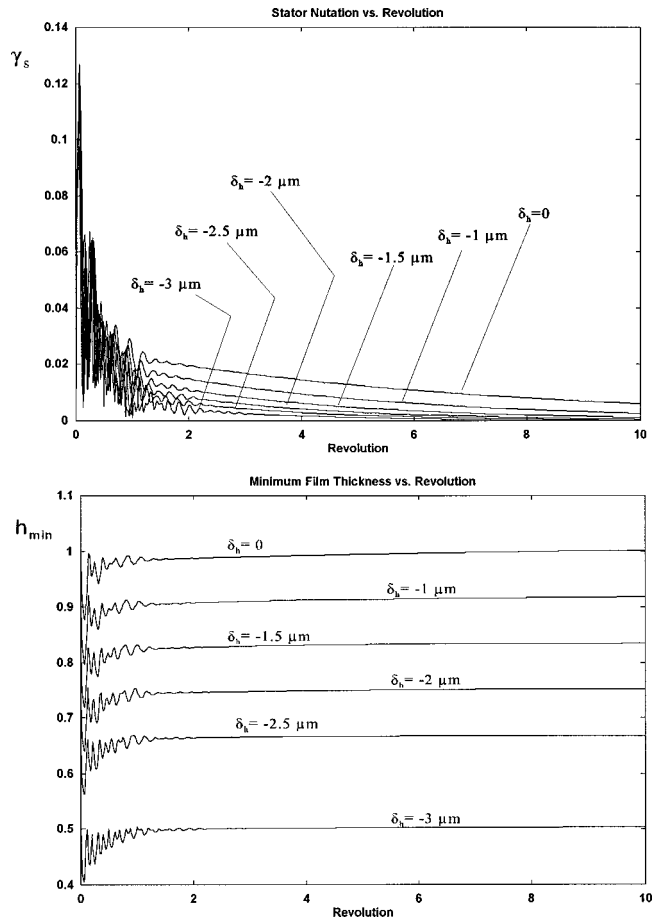 Stator Nutation vs. Revolution
γs
0.14
0.12
0.1
0.08
0.06
0.04
0.02
0
δh= -2 μm
δh=0
δh= -2.5 μm
δh= -1 μm
δh= -1.5 μm
δh= -3 μm
0 2 4 6 8 10
Revolution
Minimum Film Thickness vs. Revolution
hmin
1.1
1
0.9
0.8
0.7
0.6
0.5
0.4
δh= 0
δh= -1 μm
δh= -1.5 μm
δh= -2 μm
δh= -2.5 μm
δh= -3 μm
0 2 4 6 8 10
Revolution